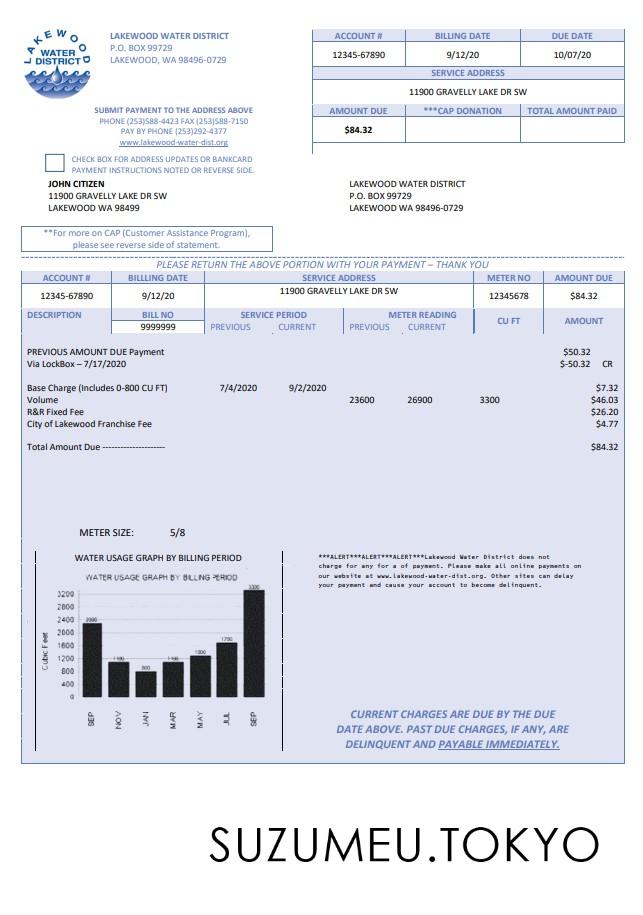 LAKEWOOD
WATER
DISTRICT
LAKEWOOD WATER DISTRICT
P.O. BOX 99729
LAKEWOOD, WA 98496-0729
SUBMIT PAYMENT TO THE ADDRESS ABOVE
PHONE (253)588-4423 FAX (253)588-7150
PAY BY PHONE (253)292-4377
www.lakewood-water-dist.org
CHECK BOX FOR ADDRESS UPDATES OR BANKCARD
PAYMENT INSTRUCTIONS NOTED OR REVERSE SIDE.
ACCOUNT # BILLING DATE DUE DATE
12345-67890 9/12/20 10/07/20
SERVICE ADDRESS
11900 GRAVELLY LAKE DR SW
AMOUNT DUE ***CAP DONATION TOTAL AMOUNT PAID
$84.32
JOHN CITIZEN
11900 GRAVELLY LAKE DR SW
LAKEWOOD WA 98499
LAKEWOOD WATER DISTRICT
P.O. BOX 99729
LAKEWOOD WA 98496-0729
**For more on CAP (Customer Assistance Program),
please see reverse side of statement.
PLEASE RETURN THE ABOVE PORTION WITH YOUR PAYMENT – THANK YOU
ACCOUNT # BILLLING DATE SERVICE ADDRESS METER NO AMOUNT DUE
12345-67890 9/12/20 11900 GRAVELLY LAKE DR SW 12345678 $84.32
DESCRIPTION BILL NO SERVICE PERIOD METER READING CU FT AMOUNT
9999999 PREVIOUS CURRENT PREVIOUS CURRENT
PREVIOUS AMOUNT DUE Payment $50.32
Via LockBox – 7/17/2020 $-50.32 CR
Base Charge (Includes 0-800 CU FT) 7/4/2020 9/2/2020 $7.32
Volume 23600 26900 3300 $46.03
R&R Fixed Fee $26.20
City of Lakewood Franchise Fee $4.77
Total Amount Due --------------------- $84.32
METER SIZE: 5/8
WATER USAGE GRAPH BY BILLING PERIOD
WATER USAGE GRAPH BY BILLING PERIOD
Cubic Feet
3200
2800
2400
2000
1600
1200
800
400
0
2300 1100 800 1100 1300 1700 3300
SEP NOV JAN MAR MAY JUL SEP
***ALERT***ALERT***ALERT***Lakewood Water District does not
charge for any for a of payment. Please make all online payments on
our website at www.lakewood-water-dist.org. Other sites can delay
your payment and cause your account to become delinquent.
CURRENT CHARGES ARE DUE BY THE DUE
DATE ABOVE. PAST DUE CHARGES, IF ANY, ARE
DELINQUENT AND PAYABLE IMMEDIATELY.
SUZUMEU.TOKYO